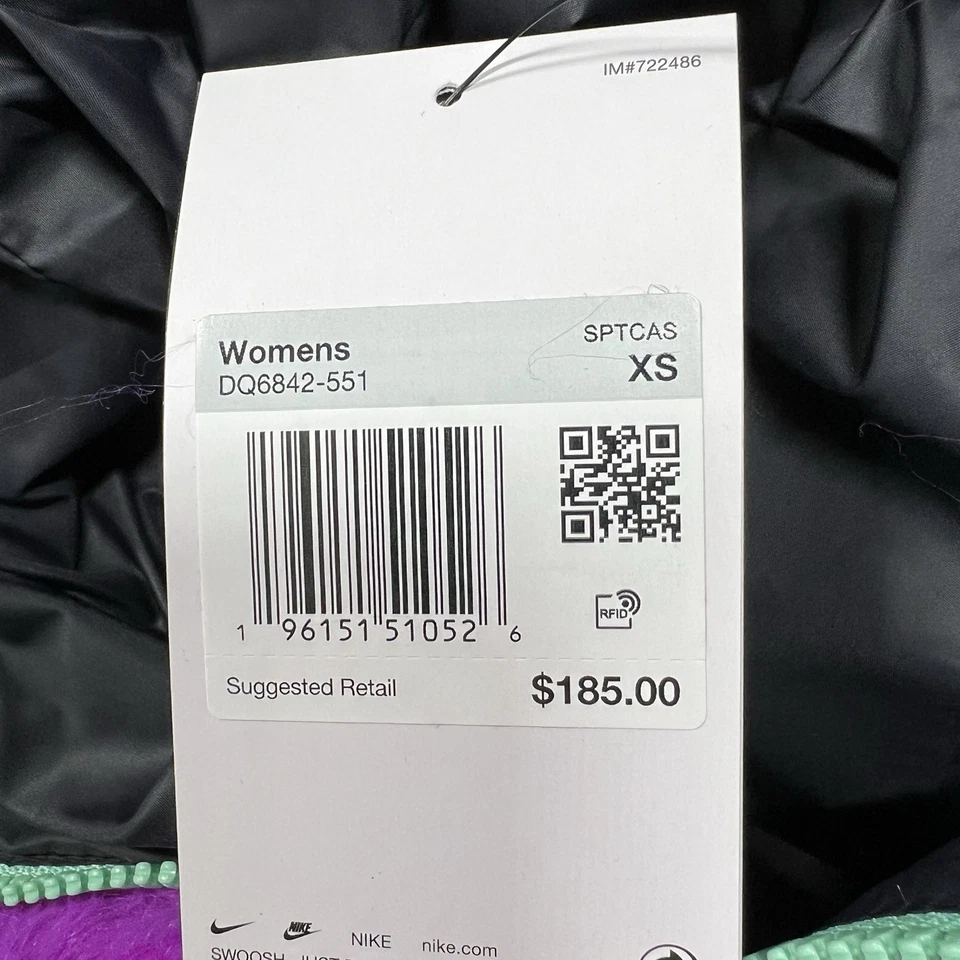 IM#722486
Womens
SPTCAS
DQ6842-551
XS
1 96151 51052 6
RFID
Suggested Retail
$185.00
NIKE
NIKE
nike.com
SWOOSH